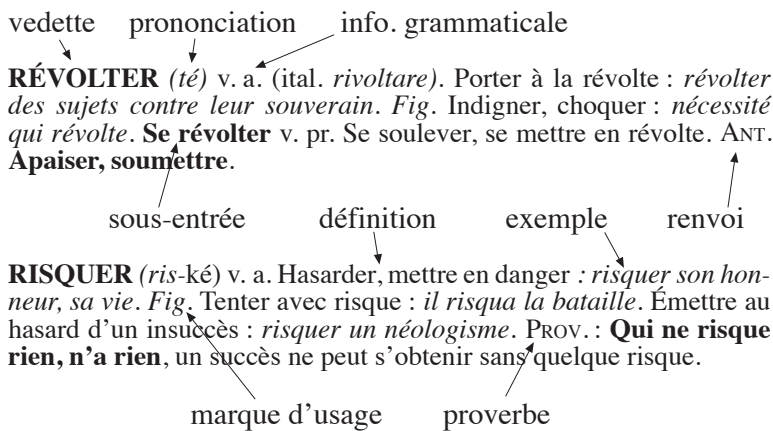 vedette prononciation info. grammaticale
RÉVOLTER (té) v. a. (ital. rivoltare). Porter à la révolte : révolter
des sujets contre leur souverain. Fig. Indigner, choquer : nécessité
qui révolte. Se révolter v. pr. Se soulever, se mettre en révolte. ANT.
Apaiser, soumettre.
sous-entrée définition exemple renvoi
RISQUER (ris-ké) v. a. Hasarder, mettre en danger : risquer son hon-
neur, sa vie. Fig. Tenter avec risque : il risqua la bataille. Émettre au
hasard d’un insuccès : risquer un néologisme. PROV. : Qui ne risque
rien, n’a rien, un succès ne peut s’obtenir sans quelque risque.
marque d’usage proverbe